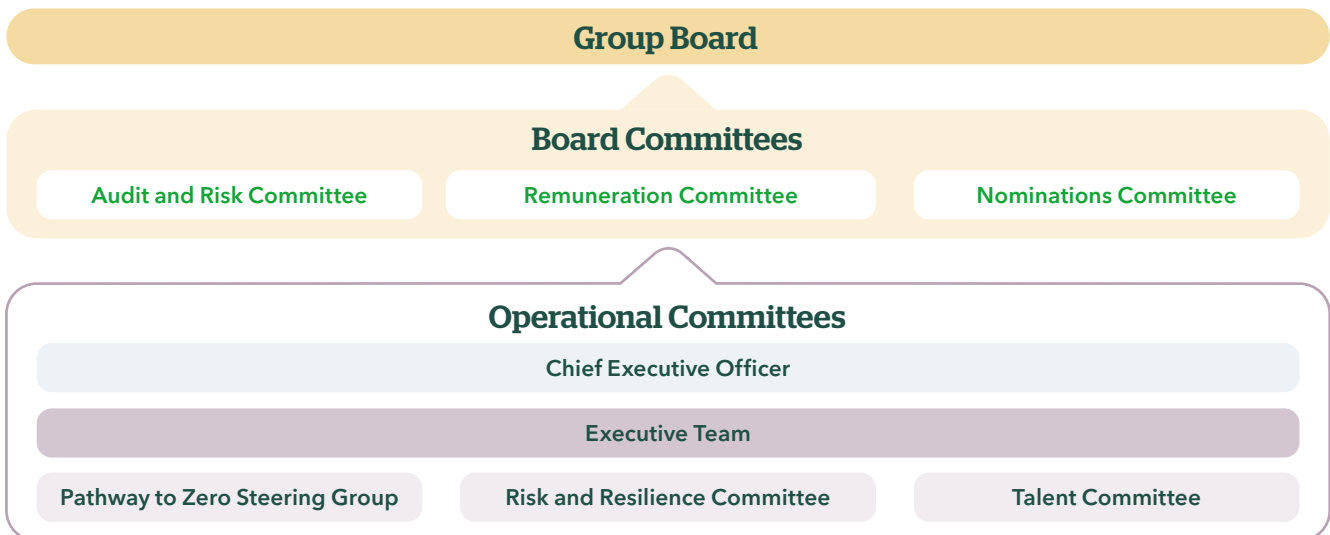 Group Board
Board Committees
Audit and Risk Committee
Remuneration Committee
Nominations Committee
Operational Committees
Chief Executive Officer
Executive Team
Pathway to Zero Steering Group
Risk and Resilience Committee
Talent Committee